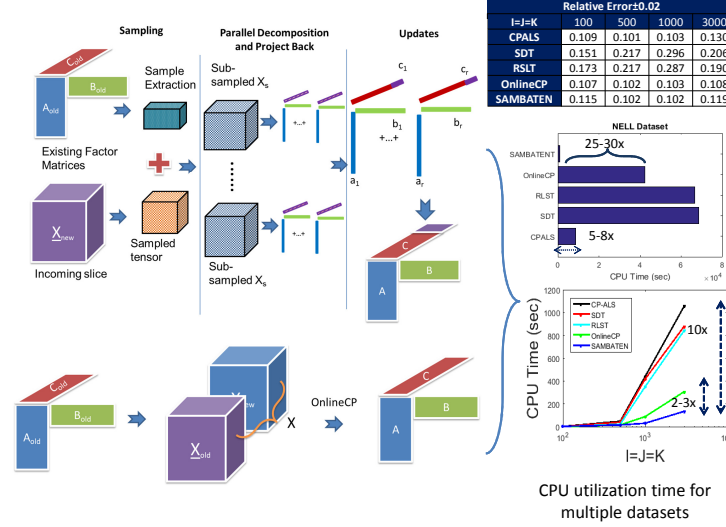 Sampling
Parallel Decomposition
and Project Back
Updates
C_old
A_old
B_old
Sample
Extraction
Existing Factor
Matrices
X_new
Incoming slice
Sampled
tensor
Sub-
sampled X_s
+...+
+...+
Sub-
sampled X_s
c_1
c_r
b_1
b_r
+...+
a_1
a_r
C
A
B
C_old
A_old
B_old
X_old
X
OnlineCP
C
A
B
Relative Error±0.02
I=J=K 100 500 1000 3000
CPALS 0.109 0.101 0.103 0.130
SDT 0.151 0.217 0.296 0.206
RSLT 0.173 0.217 0.287 0.190
OnlineCP 0.107 0.102 0.103 0.108
SAMBATEN 0.115 0.102 0.102 0.119
NELL Dataset
25-30x
SAMBATENT
OnlineCP
RLST
SDT
CPALS
5-8x
0 2 4 6 8
CPU Time (sec)
×10^4
CPU Time (sec)
1200
1000
800
600
400
200
0
CP-ALS
SDT
RLST
OnlineCP
SAMBATEN
10x
2-3x
10^2 10^3
I=J=K
CPU utilization time for
multiple datasets